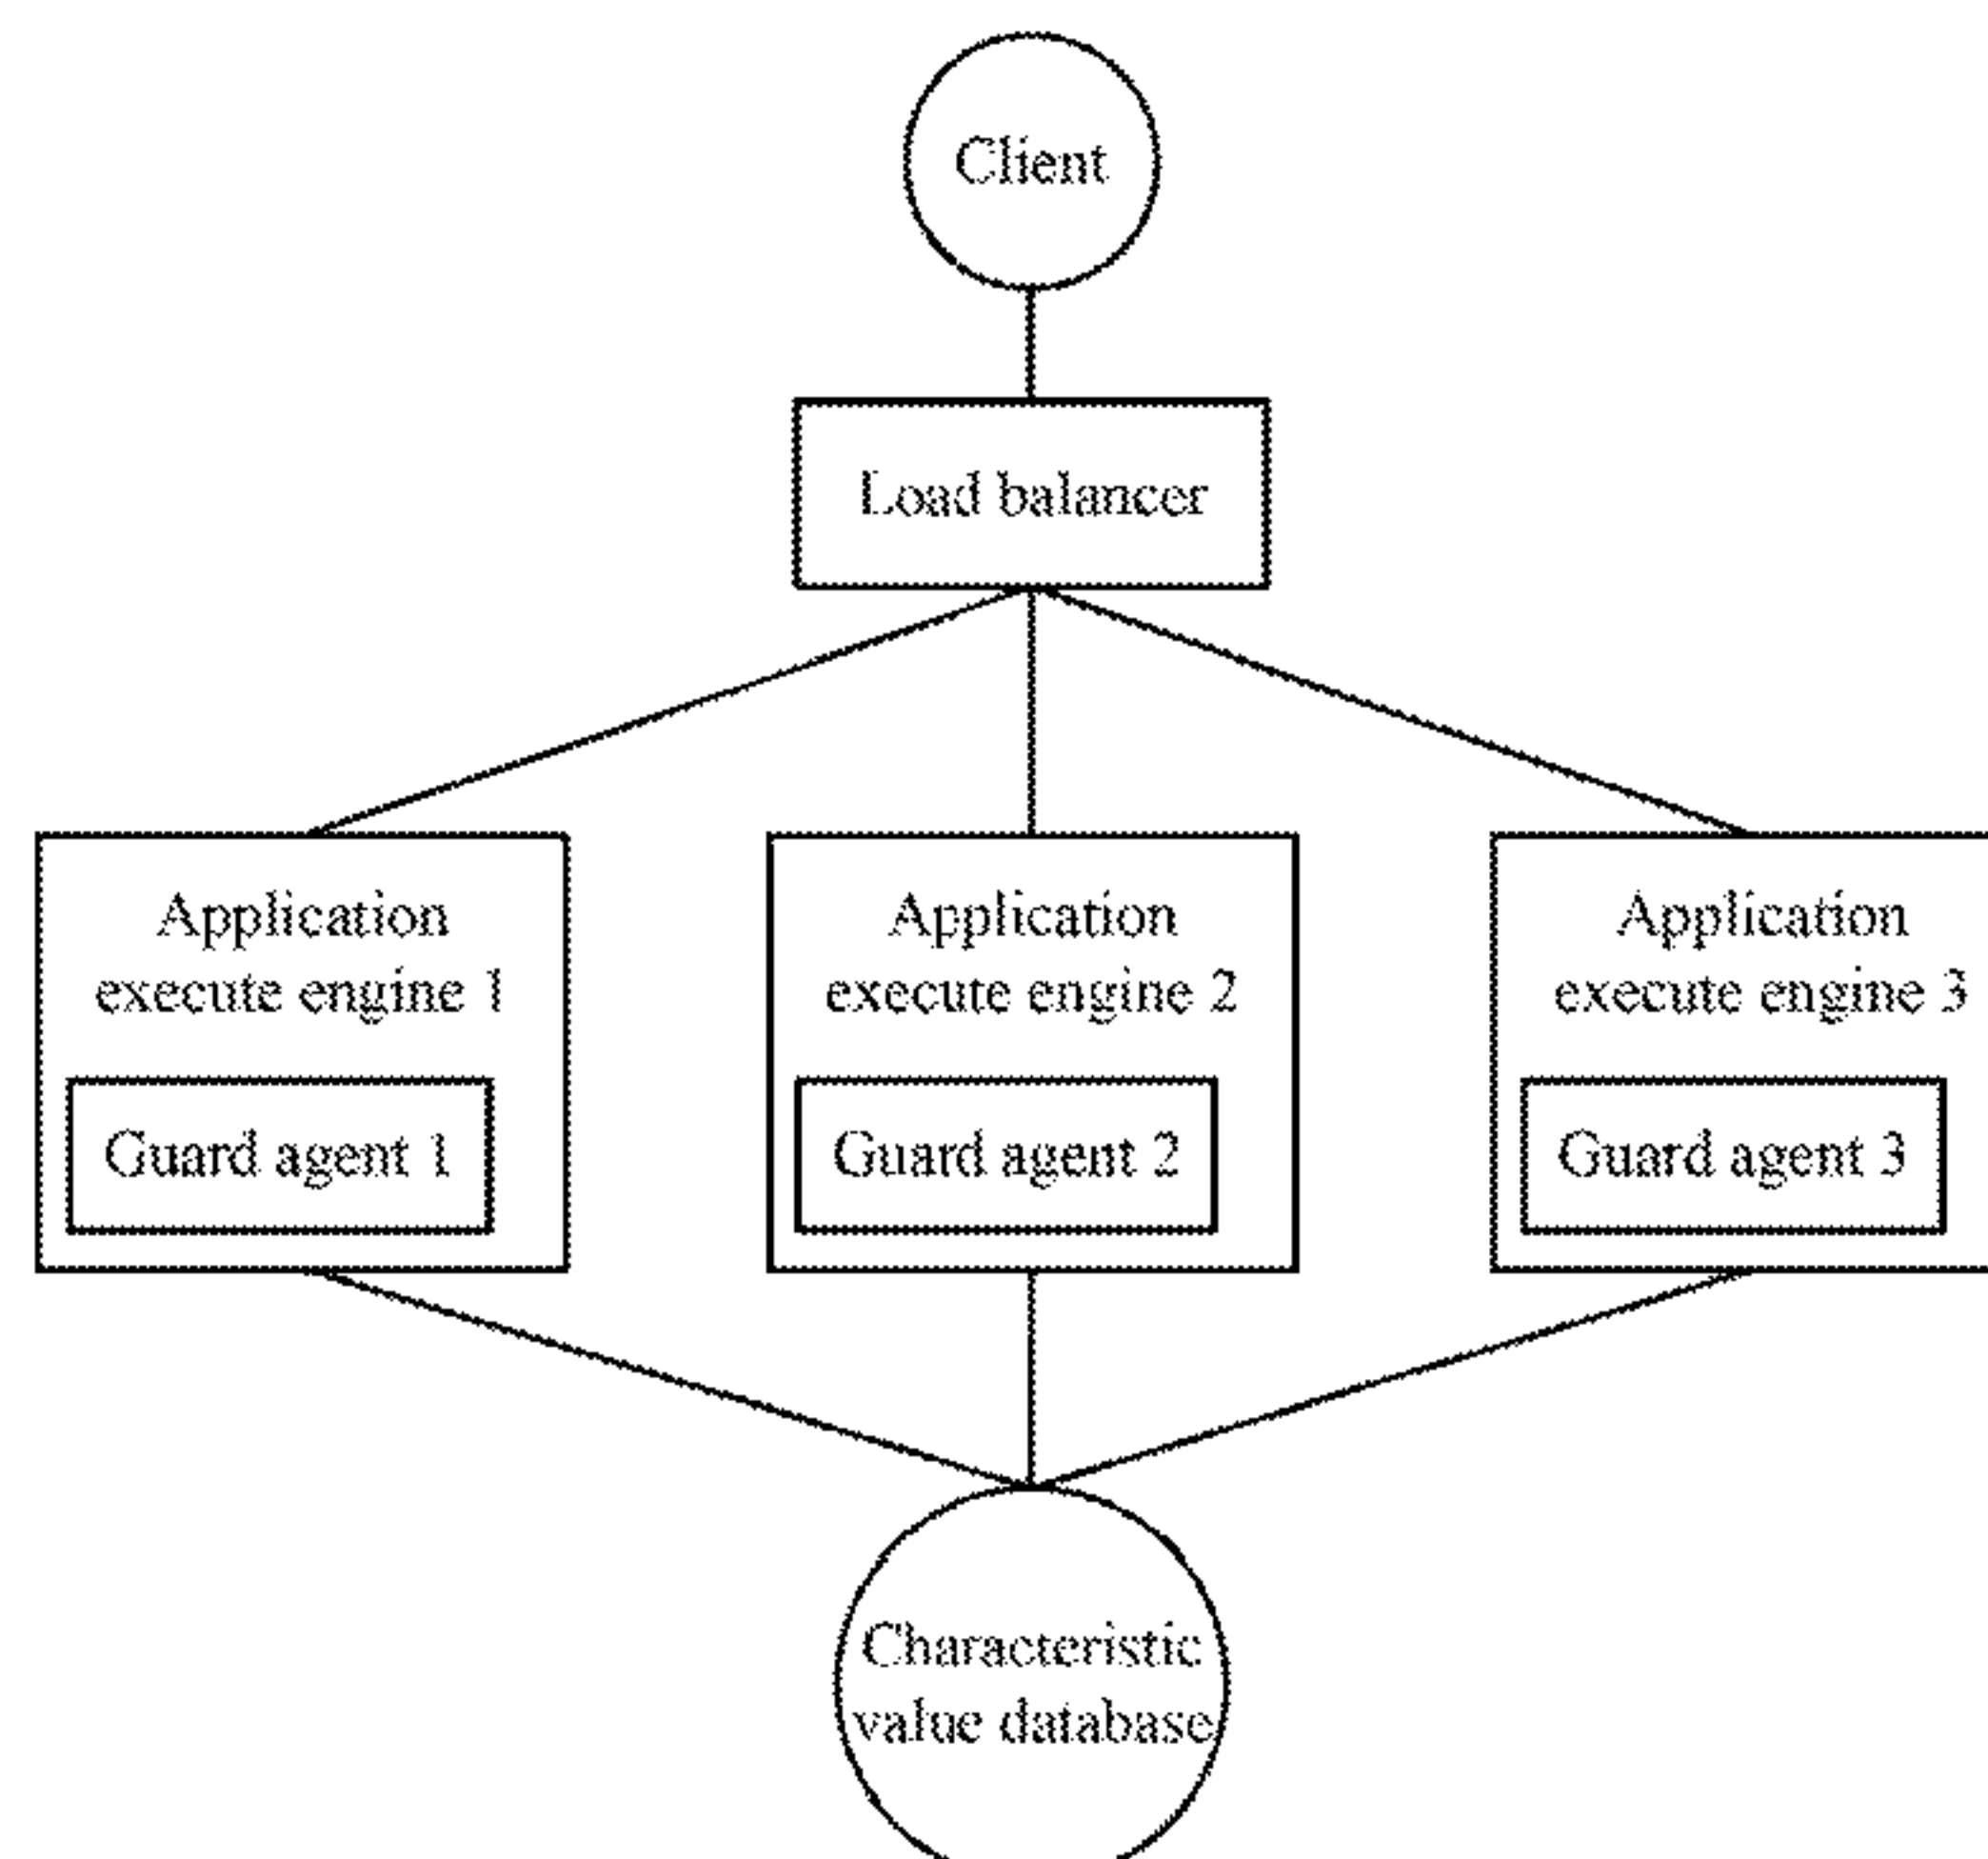 Client
Load balancer
Application
execute engine 1
Guard agent 1
Application
execute engine 2
Guard agent 2
Application
execute engine 3
Guard agent 3
Characteristic
value database